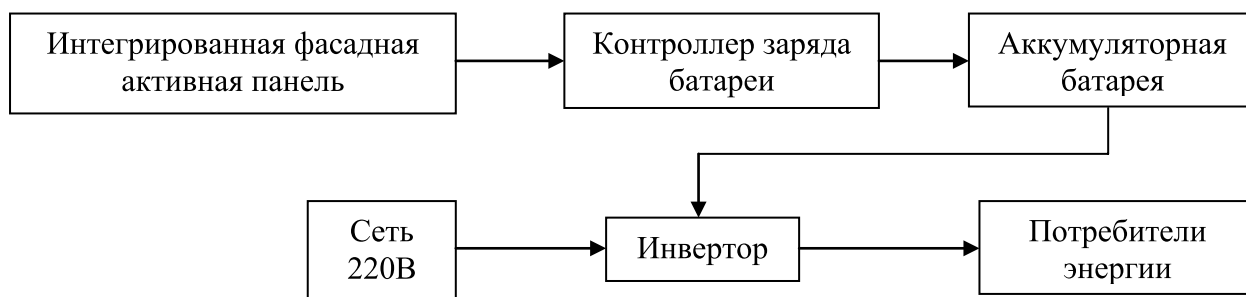 Интегрированная фасадная
активная панель
Контроллер заряда
батареи
Аккумуляторная
батарея
Сеть
220В
Инвертор
Потребители
энергии